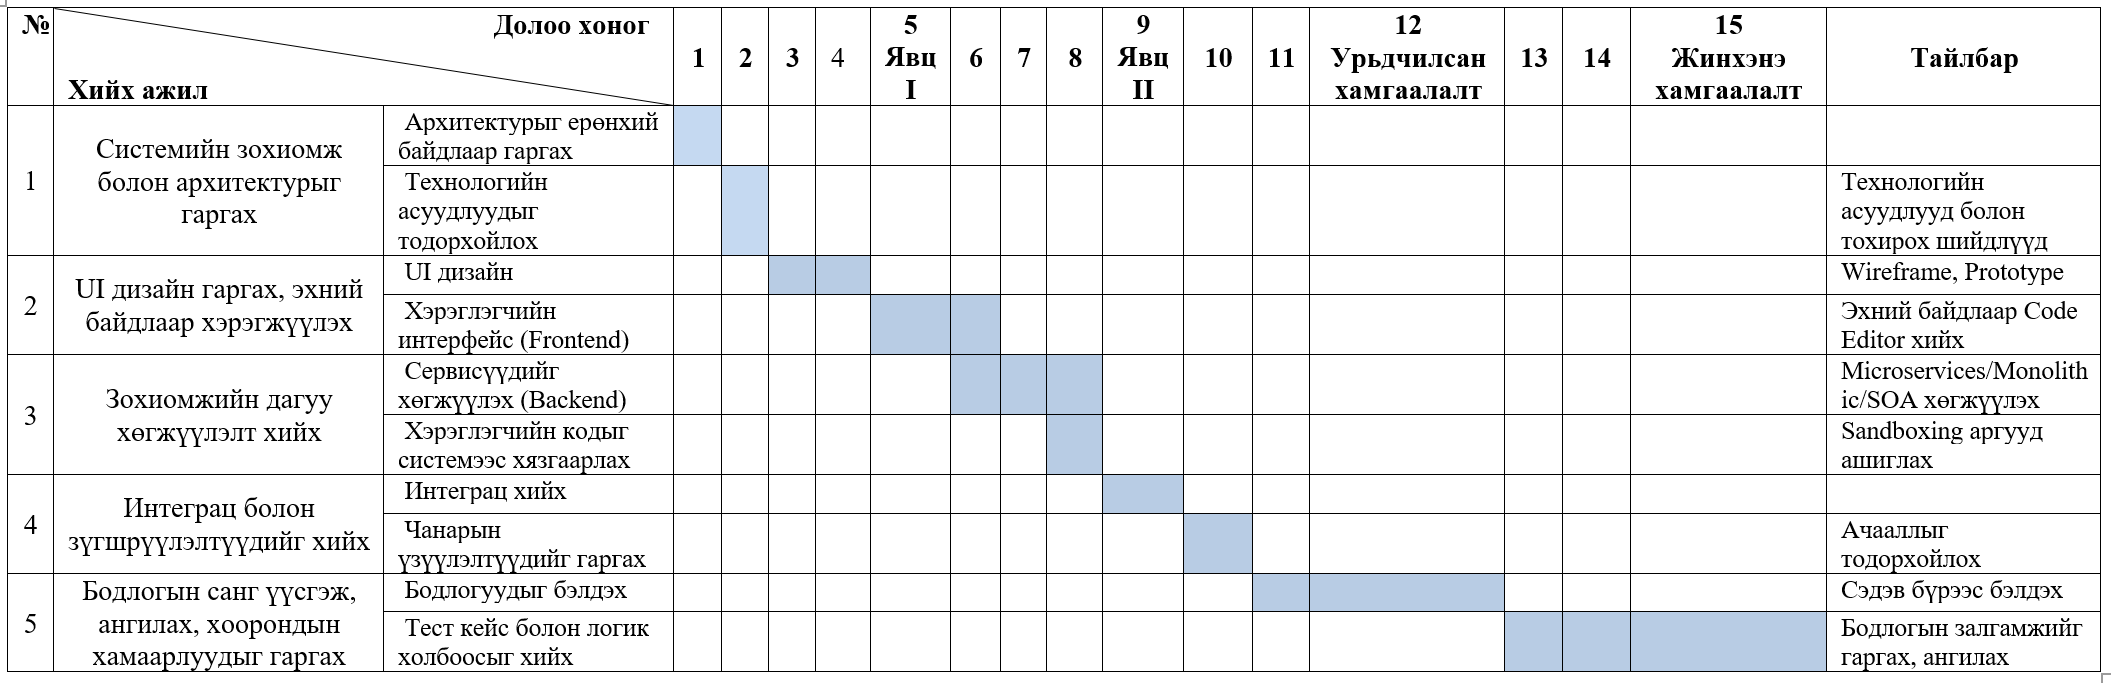 №
Долоо хоног
Хийх ажил
1
2
3
4
5
Явц
I
6
7
8
9
Явц
II
10
11
12
Урьдчилсан
хамгаалалт
13
14
15
Жинхэнэ
хамгаалалт
Тайлбар
1
Системийн зохиомж
болон архитектурыг
гаргах
Архитектурыг ерөнхий
байдлаар гаргах
Технологийн
асуудлуудыг
тодорхойлох
Технологийн
асуудлууд болон
тохирох шийдлүүд
2
UI дизайн гаргах, эхний
байдлаар хэрэгжүүлэх
UI дизайн
Wireframe, Prototype
Хэрэглэгчийн
интерфейс (Frontend)
Эхний байдлаар Code
Editor хийх
3
Зохиомжийн дагуу
хөгжүүлэлт хийх
Сервисүүдийг
хөгжүүлэх (Backend)
Microservices/Monolith
ic/SOA хөгжүүлэх
Хэрэглэгчийн кодыг
системээс хязгаарлах
Sandboxing аргууд
ашиглах
4
Интеграц болон
зүгшрүүлэлтүүдийг хийх
Интеграц хийх
Чанарын
үзүүлэлтүүдийг гаргах
Ачааллыг
тодорхойлох
5
Бодлогын санг үүсгэж,
ангилах, хоорондын
хамаарлуудыг гаргах
Бодлогуудыг бэлдэх
Сэдэв бүрээс бэлдэх
Тест кейс болон логик
холбоосыг хийх
Бодлогын залгамжийг
гаргах, ангилах